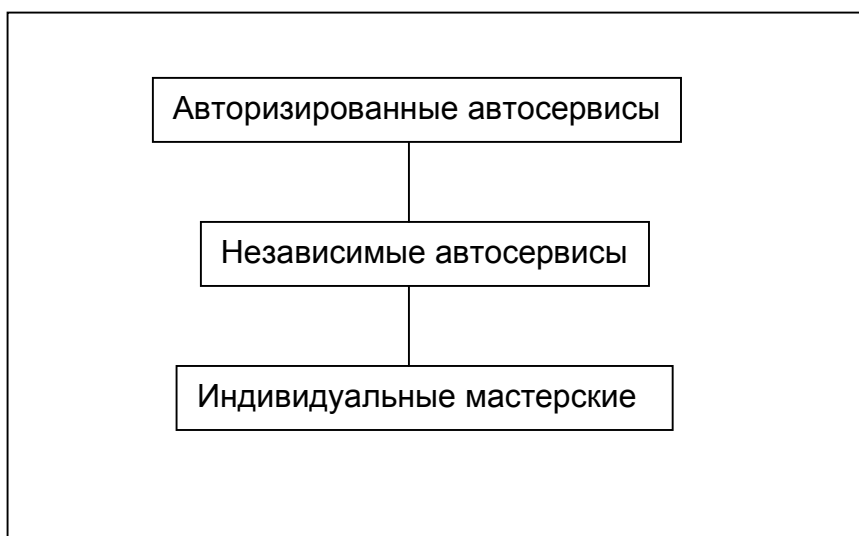 Авторизированные автосервисы
Независимые автосервисы
Индивидуальные мастерские